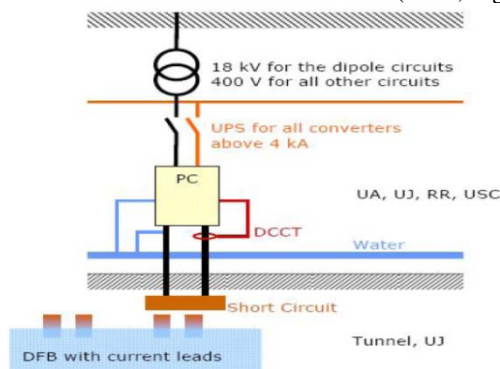 18 kV for the dipole circuits
400 V for all other circuits
UPS for all converters
above 4 kA
PC
UA, UJ, RR, USC
DCCT
Water
Short Circuit
Tunnel, UJ
DFB with current leads